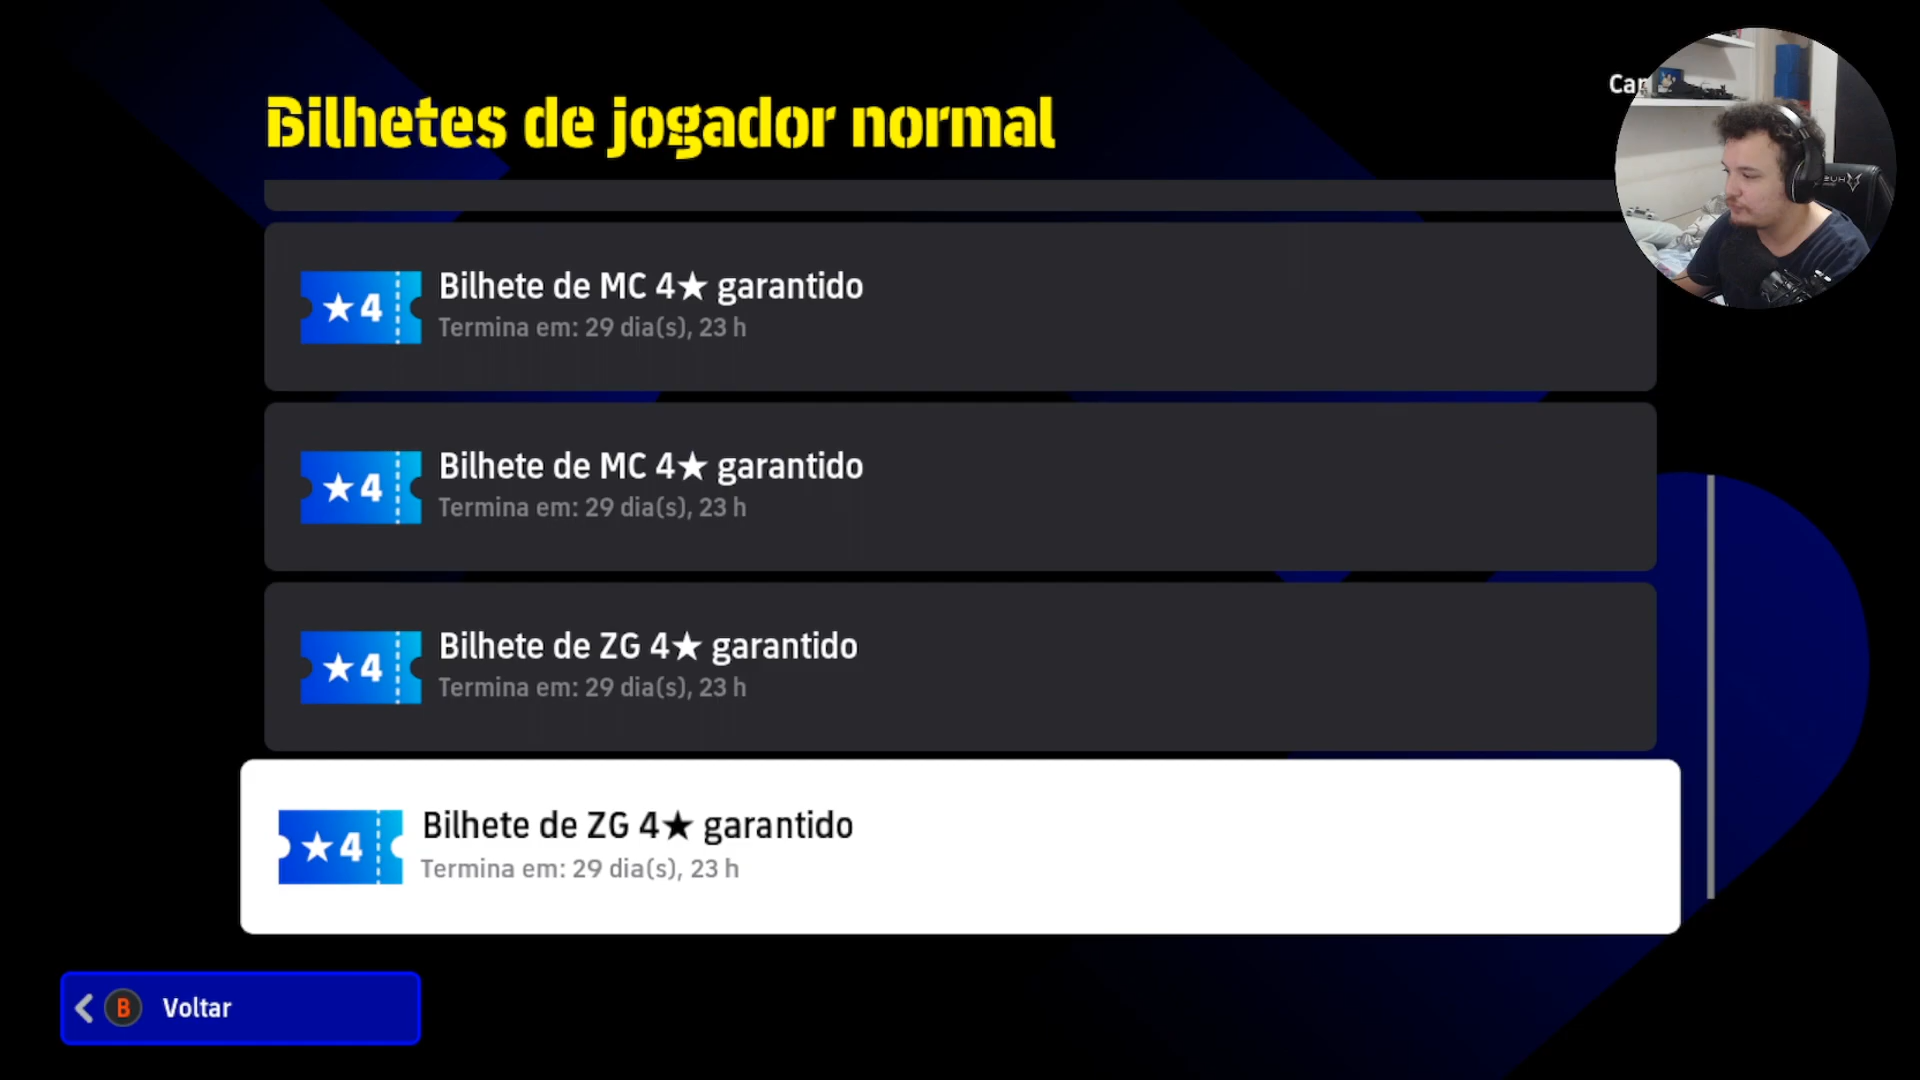 Bilhetes de jogador normal
★4
Bilhete de MC 4★ garantido
Termina em: 29 dia(s), 23 h
★4
Bilhete de MC 4★ garantido
Termina em: 29 dia(s), 23 h
★4
Bilhete de ZG 4★ garantido
Termina em: 29 dia(s), 23 h
★4
Bilhete de ZG 4★ garantido
Termina em: 29 dia(s), 23 h
B Voltar